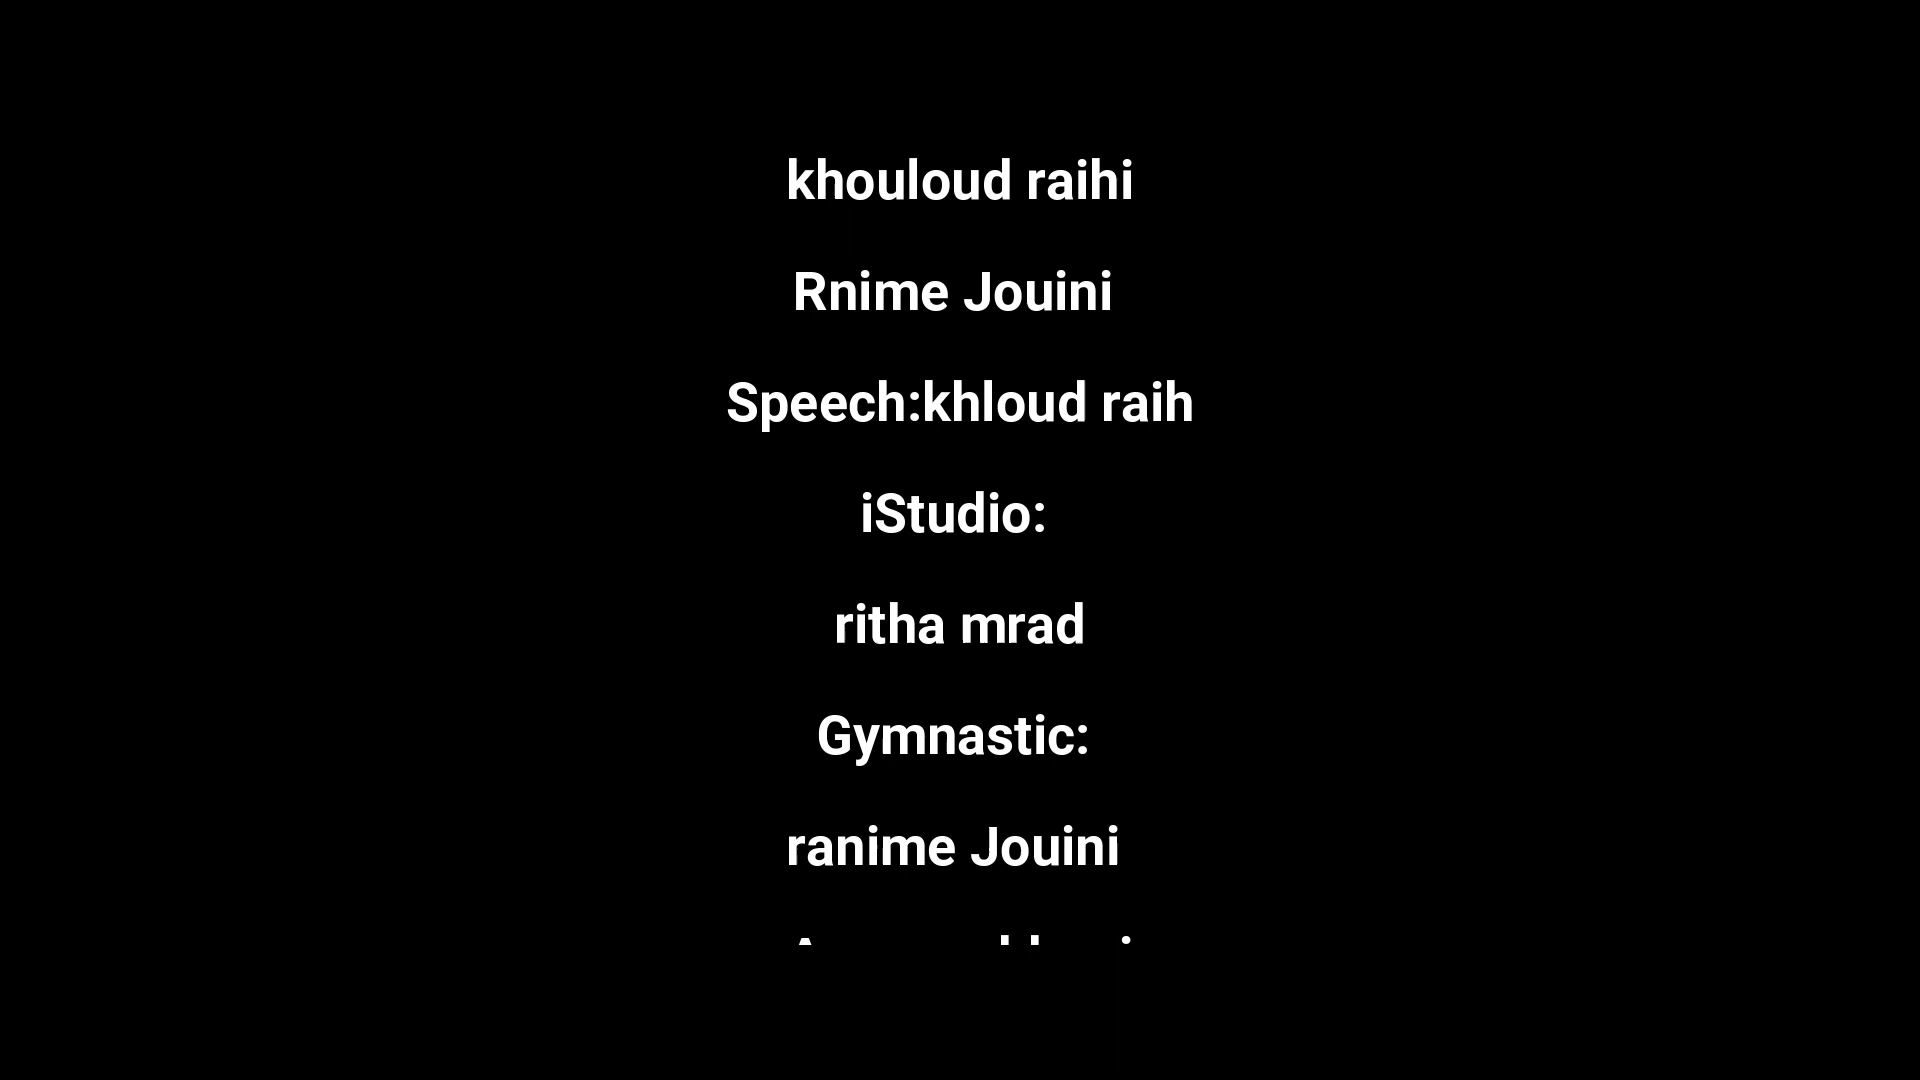 khouloud raihi
Rnime Jouini
Speech:khloud raih
iStudio:
ritha mrad
Gymnastic:
ranime Jouini